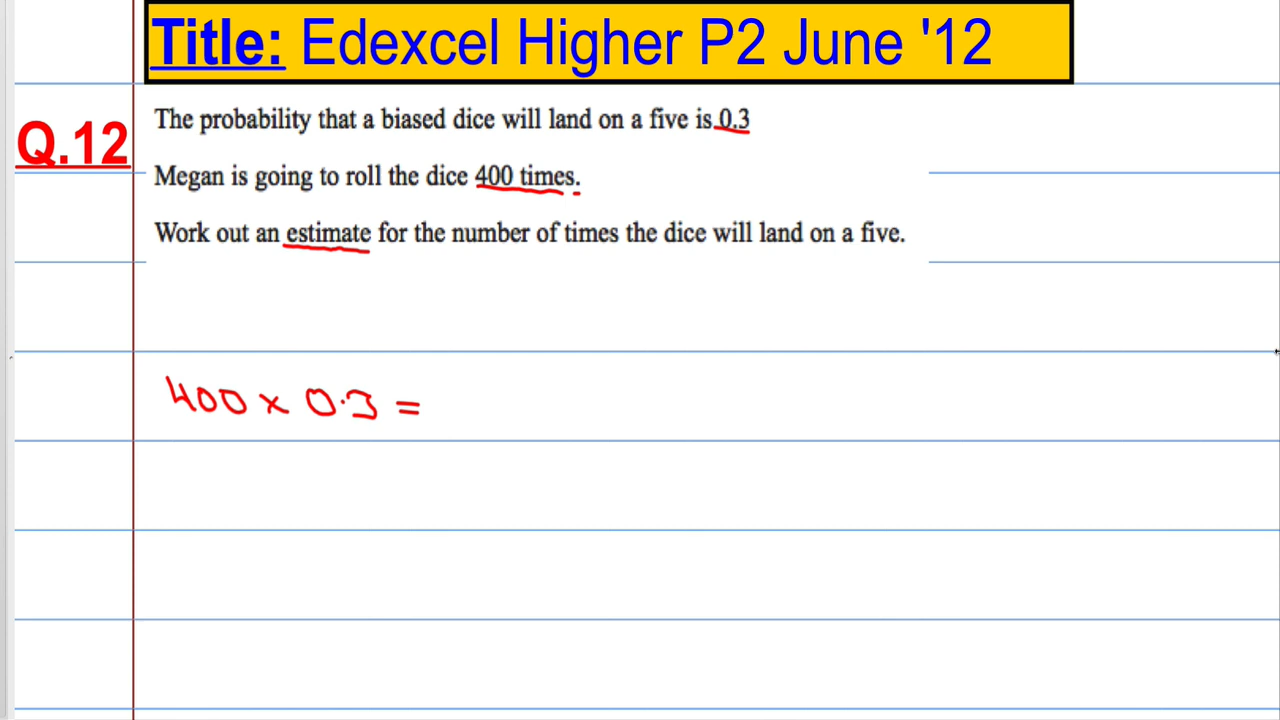 Title: Edexcel Higher P2 June '12
Q.12
The probability that a biased dice will land on a five is 0.3
Megan is going to roll the dice 400 times.
Work out an estimate for the number of times the dice will land on a five.
400 × 0.3 =